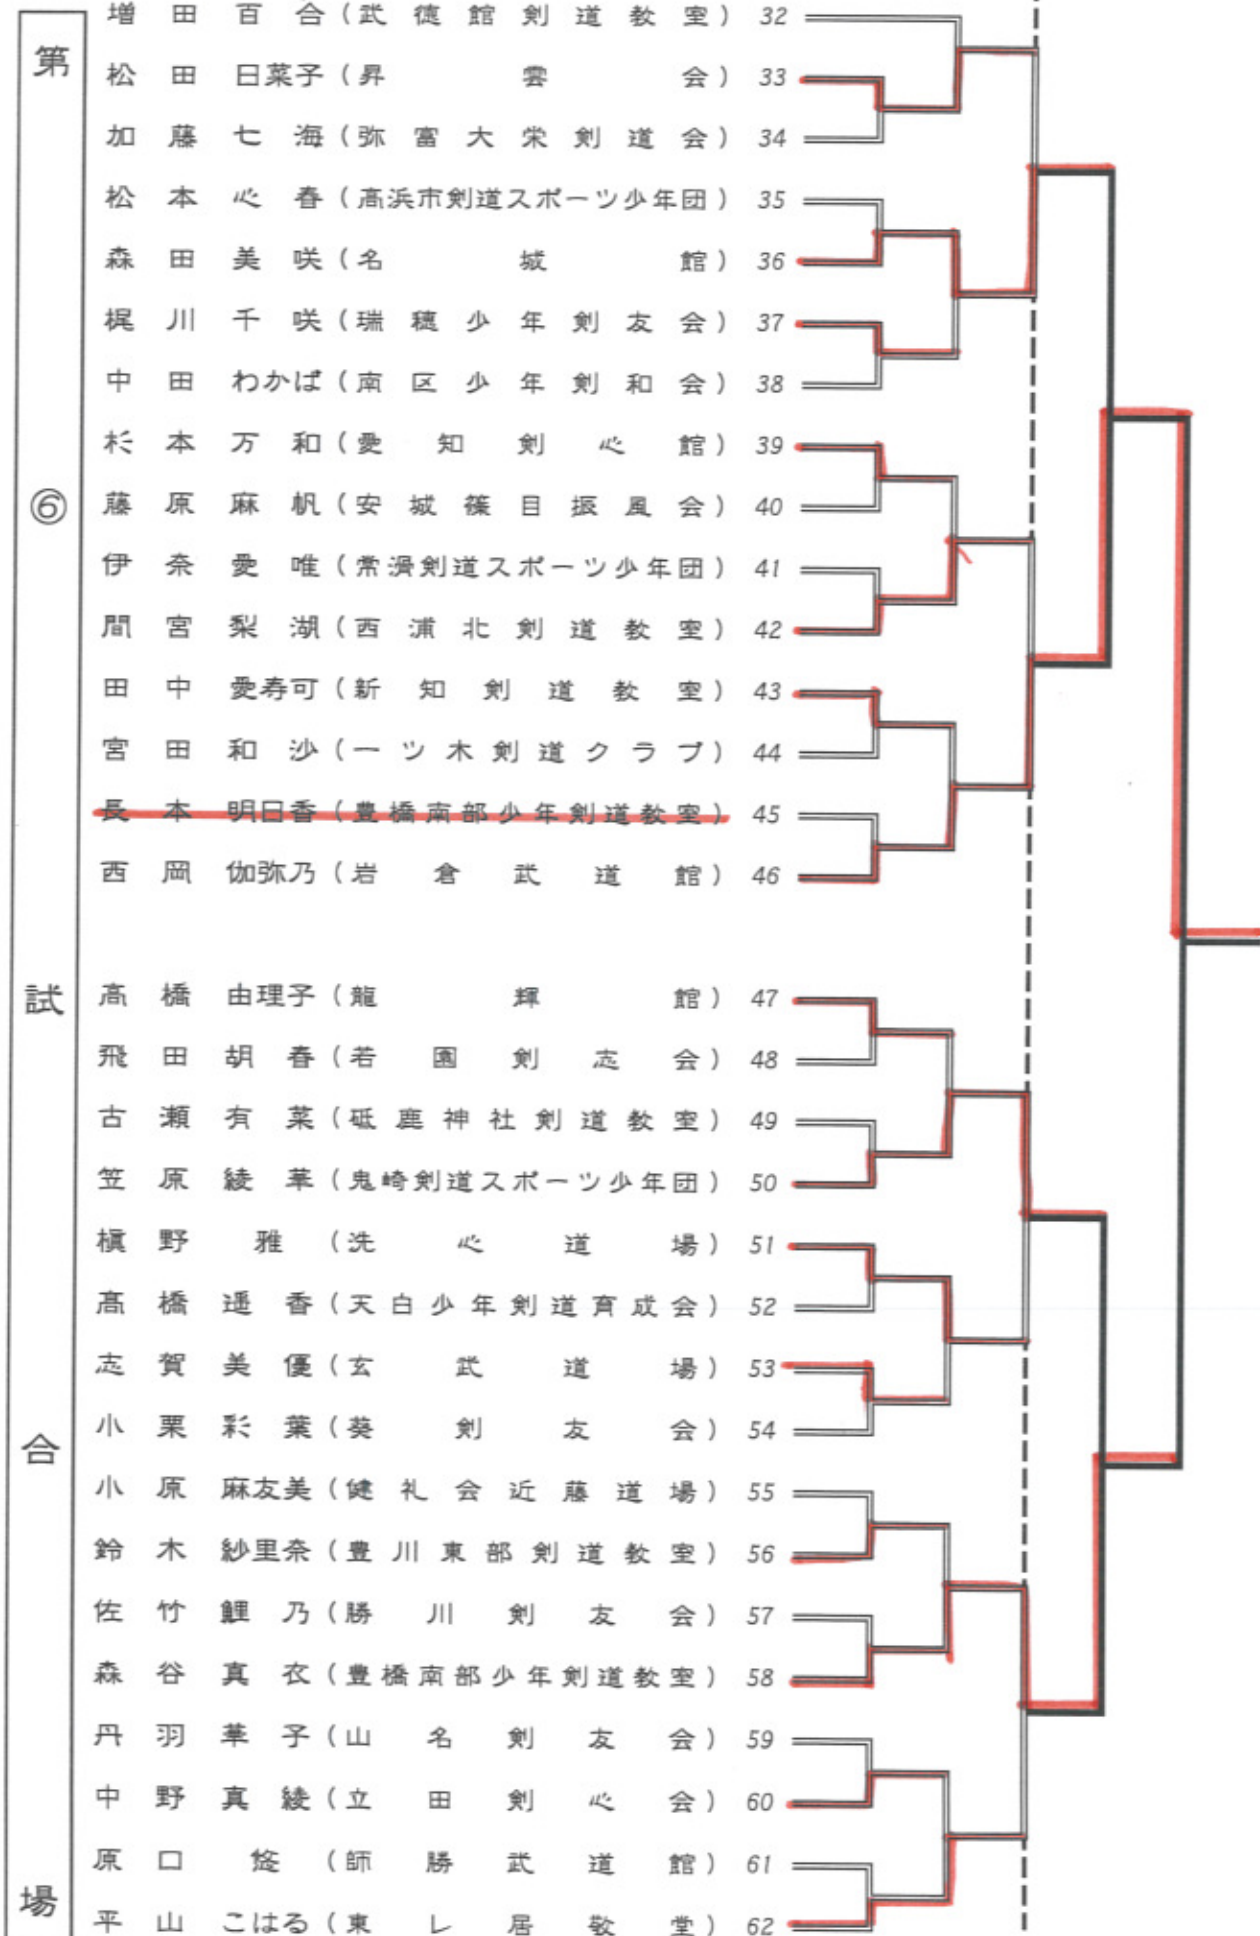 増田百合(武徳館剣道教室) 32
松田日菜子(昇雲会) 33
加藤七海(弥富大栄剣道会) 34
松本心春(高浜市剣道スポーツ少年団) 35
森田美咲(名城館) 36
梶川千咲(瑞穂少年剣友会) 37
中田わかば(南区少年剣和会) 38
杉本万和(愛知剣心館) 39
藤原麻帆(安城篠目振風会) 40
伊奈愛唯(常滑剣道スポーツ少年団) 41
間宮梨湖(西浦北剣道教室) 42
田中愛寿可(新知剣道教室) 43
宮田和沙(一ツ木剣道クラブ) 44
長本明日香(豊橋南部少年剣道教室) 45
西岡伽弥乃(岩倉武道館) 46
高橋由理子(龍輝館) 47
飛田胡春(若園剣志会) 48
古瀬有菜(砥鹿神社剣道教室) 49
笠原綾華(鬼崎剣道スポーツ少年団) 50
槇野雅(洗心道場) 51
髙橋遥香(天白少年剣道育成会) 52
志賀美優(玄武道場) 53
小栗彩葉(葵剣友会) 54
小原麻友美(健礼会近藤道場) 55
鈴木紗里奈(豊川東部剣道教室) 56
佐竹鯉乃(勝川剣友会) 57
森谷真衣(豊橋南部少年剣道教室) 58
丹羽華子(山名剣友会) 59
中野真綾(立田剣心会) 60
原口悠(師勝武道館) 61
平山こはる(東レ居敬堂) 62
第⑥試合場